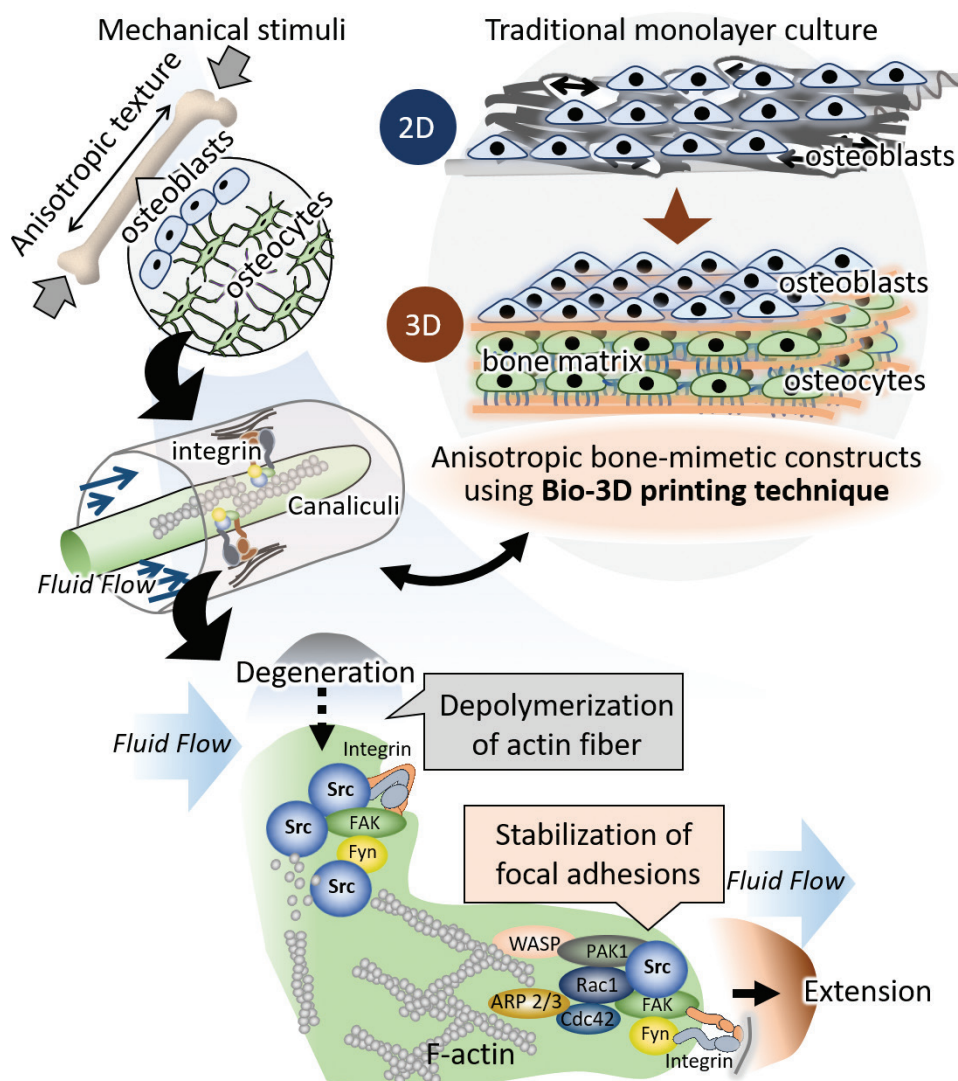 Mechanical stimuli
Anisotropic texture
osteoblasts
osteocytes
Traditional monolayer culture
2D
osteoblasts
3D
osteoblasts
bone matrix
osteocytes
Anisotropic bone-mimetic constructs
using Bio-3D printing technique
integrin
Canaliculi
Fluid Flow
Degeneration
Depolymerization
of actin fiber
Fluid Flow
Integrin
Src
FAK
Src
Fyn
Src
Stabilization of
focal adhesions
Fluid Flow
WASP
PAK1
Src
Rac1
ARP 2/3
FAK
Cdc42
Fyn
Integrin
Extension
F-actin